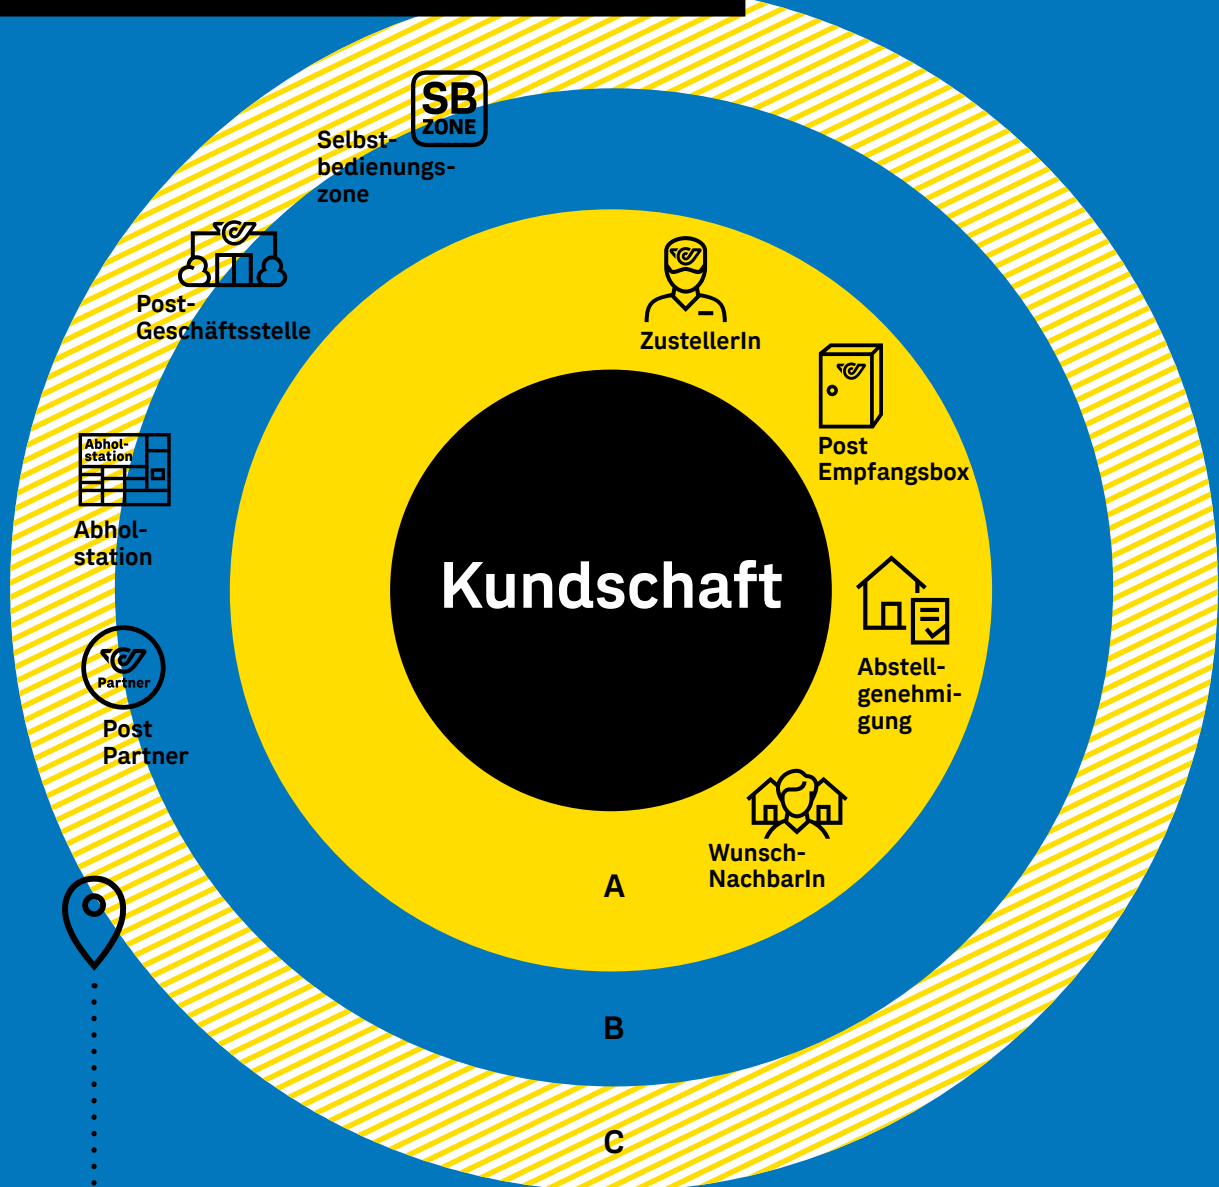 SB
ZONE
Selbst-
bedienungs-
zone
Post-
Geschäftsstelle
ZustellerIn
Post
Empfangsbox
Abhol-
station
Abhol-
station
Kundschaft
Abstell-
genehmi-
gung
Partner
Post
Partner
Wunsch-
NachbarIn
A
B
C